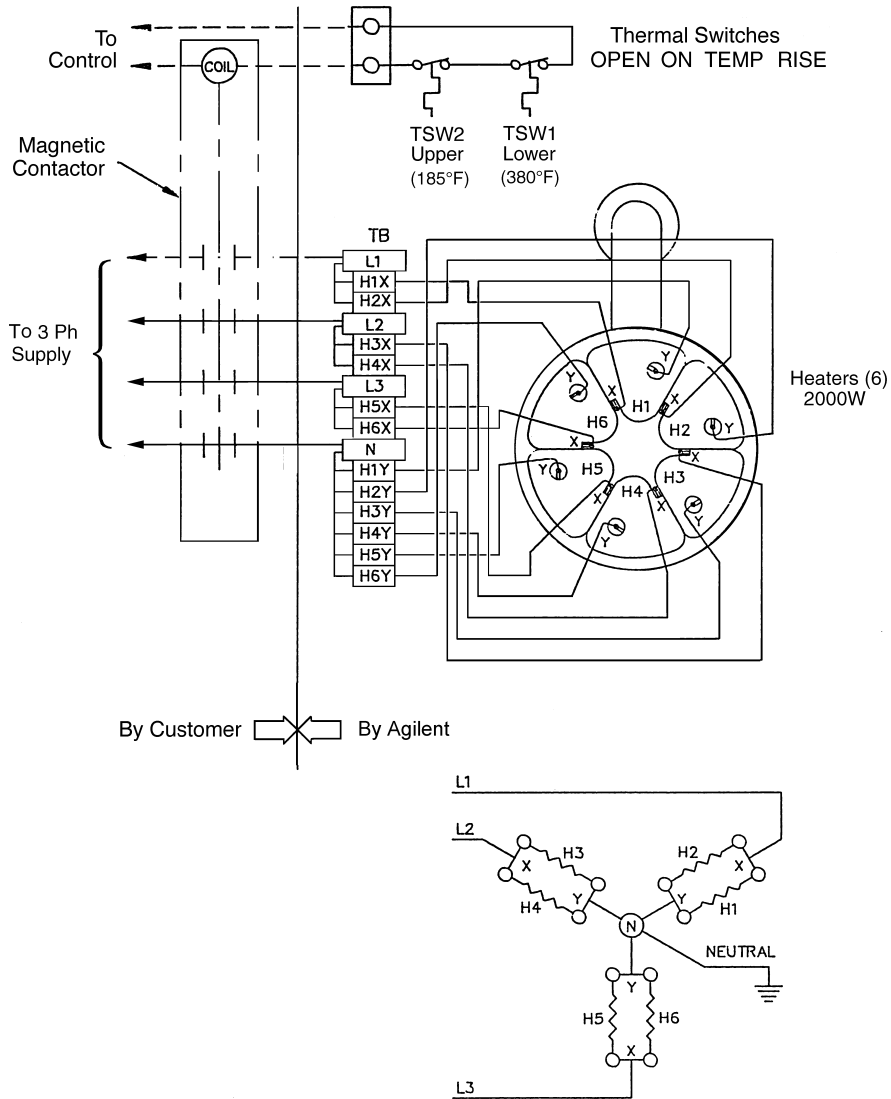 To
Control
COIL
Thermal Switches
OPEN ON TEMP RISE
TSW2
Upper
(185°F)
TSW1
Lower
(380°F)
Magnetic
Contactor
TB
L1
H1X
H2X
L2
H3X
H4X
L3
H5X
H6X
N
H1Y
H2Y
H3Y
H4Y
H5Y
H6Y
To 3 Ph
Supply
Heaters (6)
2000W
Y
X
H1
Y
X
H2
Y
X
H3
Y
X
H4
Y
X
H5
Y
X
H6
By Customer
By Agilent
L1
L2
H3
X
Y
H4
H2
X
Y
H1
N
NEUTRAL
Y
H5
H6
X
L3